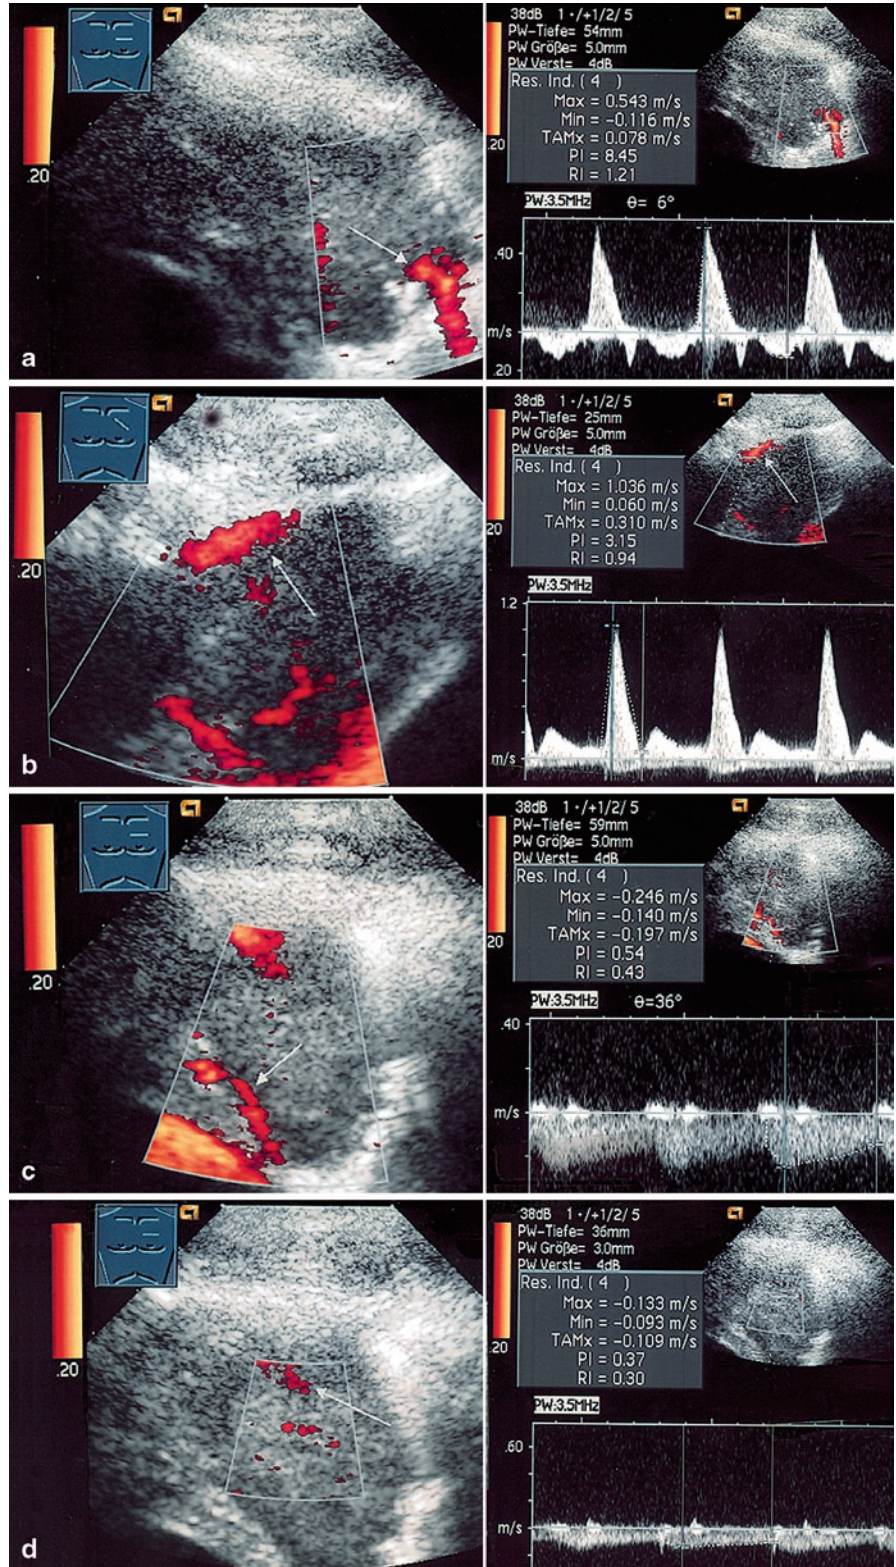 .20
a
38dB 1 •/+1/2/ 5
PW-Tiefe= 54mm
PW Größe= 5.0mm
PW Verst= 4dB
Res. Ind. ( 4 )
Max = 0.543 m/s
Min = -0.116 m/s
TAMx = 0.078 m/s
PI = 8.45
RI = 1.21
.20
PW:3.5MHz
θ= 6°
.40
m/s
.20
.20
b
38dB 1 •/+1/2/ 5
PW-Tiefe= 25mm
PW Größe= 5.0mm
PW Verst= 4dB
Res. Ind. ( 4 )
Max = 1.036 m/s
Min = 0.060 m/s
TAMx = 0.310 m/s
PI = 3.15
RI = 0.94
20
PW:3.5MHz
1.2
m/s
.20
c
38dB 1 •/+1/2/ 5
PW-Tiefe= 59mm
PW Größe= 5.0mm
PW Verst= 4dB
Res. Ind. ( 4 )
Max = -0.246 m/s
Min = -0.140 m/s
TAMx = -0.197 m/s
PI = 0.54
RI = 0.43
20
PW:3.5MHz
θ=36°
.40
m/s
.20
d
38dB 1 •/+1/2/ 5
PW-Tiefe= 36mm
PW Größe= 3.0mm
PW Verst= 4dB
Res. Ind. ( 4 )
Max = -0.133 m/s
Min = -0.093 m/s
TAMx = -0.109 m/s
PI = 0.37
RI = 0.30
.20
PW:3.5MHz
.60
m/s